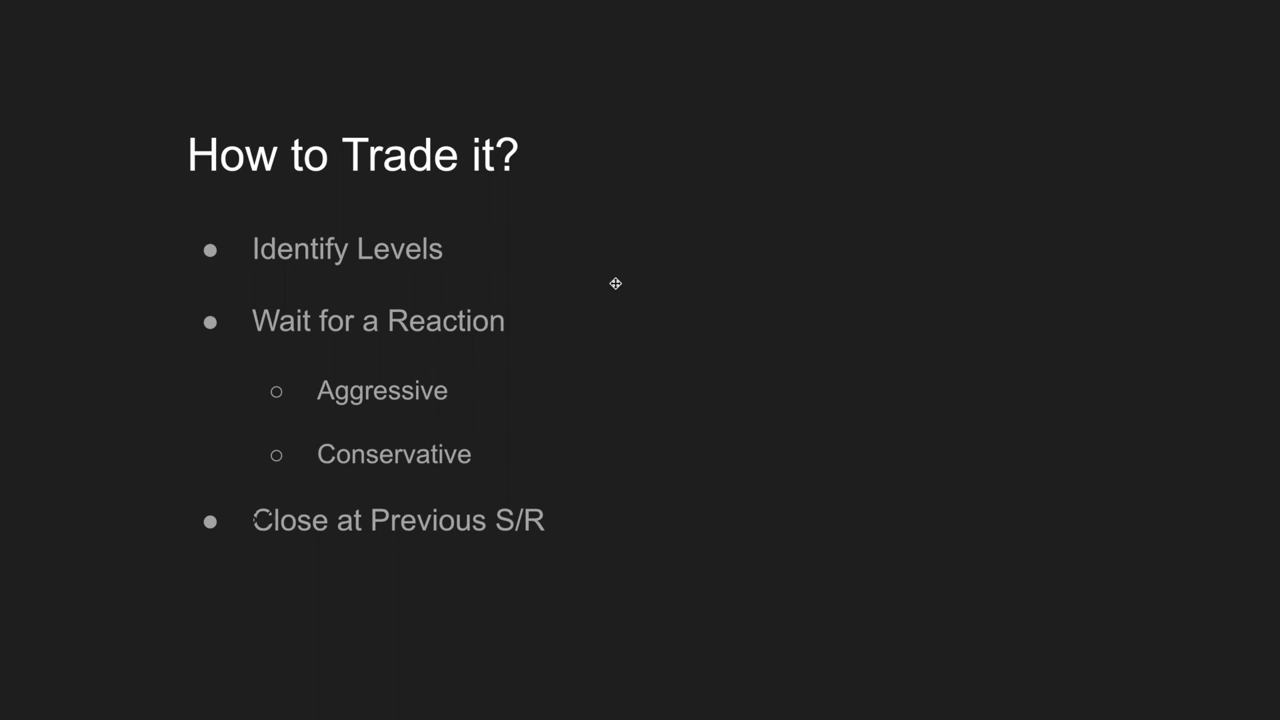 How to Trade it?
● Identify Levels
● Wait for a Reaction
○ Aggressive
○ Conservative
● Close at Previous S/R